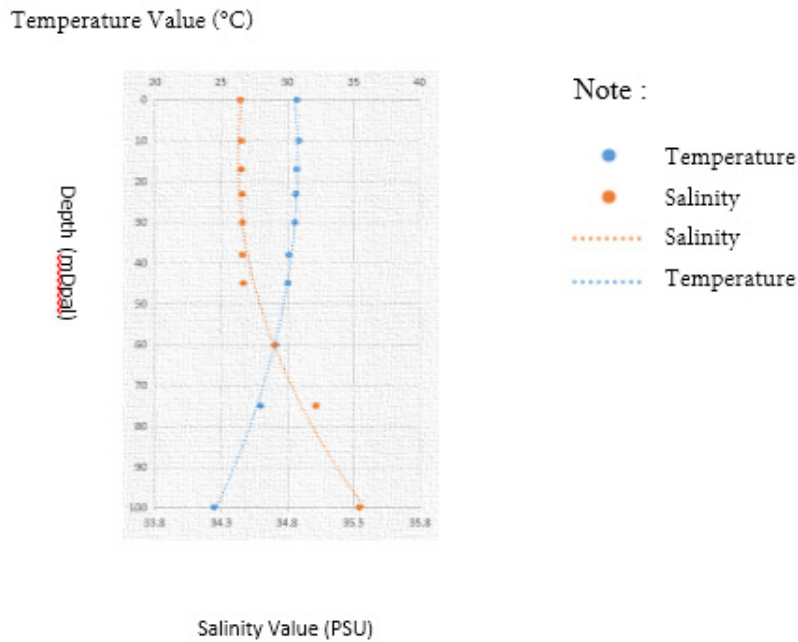 Temperature Value (°C)
20 25 30 35 40
Note :
0
10
20
30
40
50
60
70
80
90
100
Depth (mDpal)
Temperature
Salinity
Salinity
Temperature
33.8 34.3 34.8 35.3 35.8
Salinity Value (PSU)